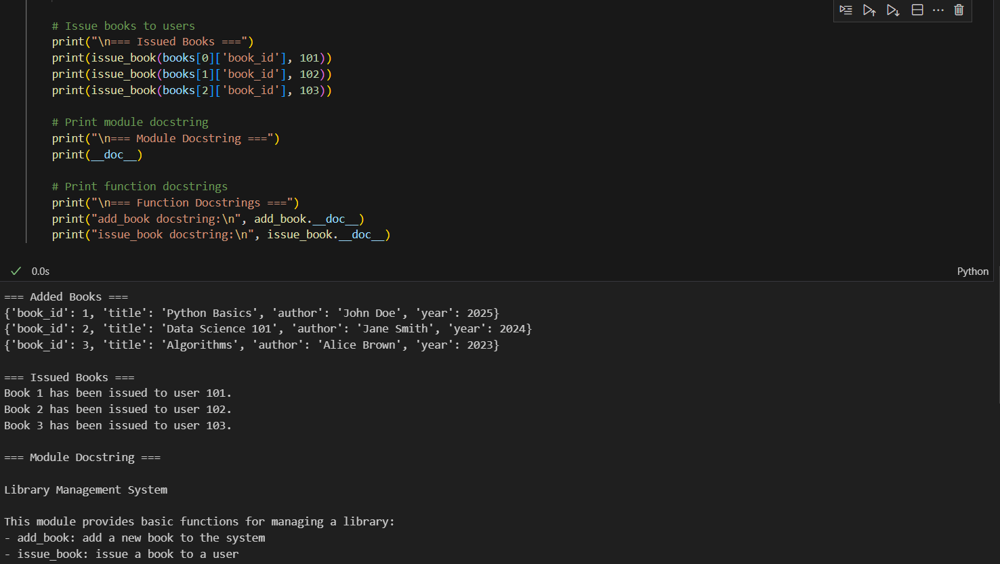 # Issue books to users
print("\n=== Issued Books ===")
print(issue_book(books[0]['book_id'], 101))
print(issue_book(books[1]['book_id'], 102))
print(issue_book(books[2]['book_id'], 103))
# Print module docstring
print("\n=== Module Docstring ===")
print(__doc__)
# Print function docstrings
print("\n=== Function Docstrings ===")
print("add_book docstring:\n", add_book.__doc__)
print("issue_book docstring:\n", issue_book.__doc__)
0.0s
Python
=== Added Books ===
{'book_id': 1, 'title': 'Python Basics', 'author': 'John Doe', 'year': 2025}
{'book_id': 2, 'title': 'Data Science 101', 'author': 'Jane Smith', 'year': 2024}
{'book_id': 3, 'title': 'Algorithms', 'author': 'Alice Brown', 'year': 2023}
=== Issued Books ===
Book 1 has been issued to user 101.
Book 2 has been issued to user 102.
Book 3 has been issued to user 103.
=== Module Docstring ===
Library Management System
This module provides basic functions for managing a library:
- add_book: add a new book to the system
- issue_book: issue a book to a user